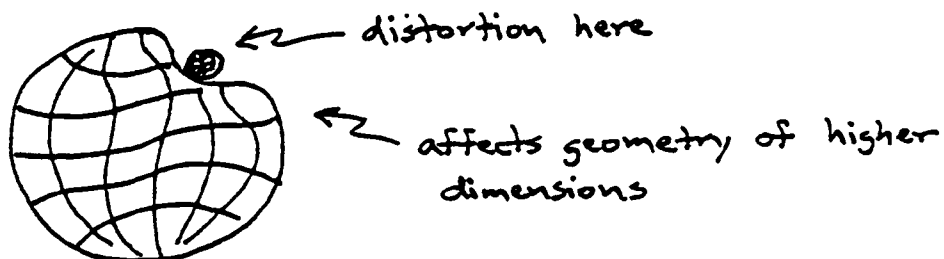 distortion here
affects geometry of higher
dimensions